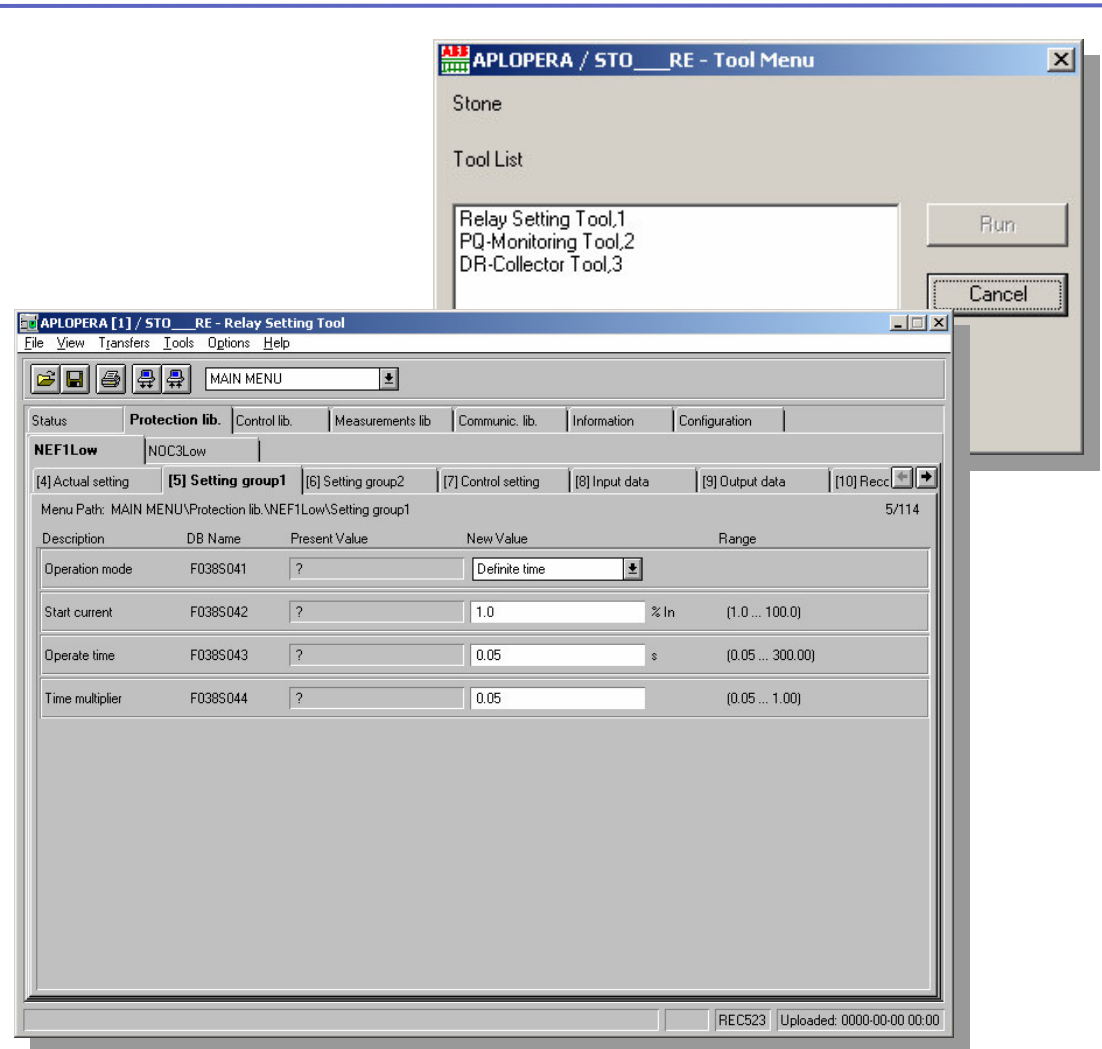 ABB
APLOPERA / STO___RE - Tool Menu
Stone
Tool List
Relay Setting Tool,1
PQ-Monitoring Tool,2
DR-Collector Tool,3
Run
Cancel
APLOPERA [1] / STO___RE - Relay Setting Tool
File View Transfers Tools Options Help
MAIN MENU
Status Protection lib. Control lib. Measurements lib Communic. lib. Information Configuration
NEF1Low NOC3Low
[4] Actual setting [5] Setting group1 [6] Setting group2 [7] Control setting [8] Input data [9] Output data [10] Recc
Menu Path: MAIN MENU\Protection lib.\NEF1Low\Setting group1 5/114
Description DB Name Present Value New Value Range
Operation mode F038S041 ? Definite time
Start current F038S042 ? 1.0 % In (1.0 ... 100.0)
Operate time F038S043 ? 0.05 s (0.05 ... 300.00)
Time multiplier F038S044 ? 0.05 (0.05 ... 1.00)
REC523 Uploaded: 0000-00-00 00:00